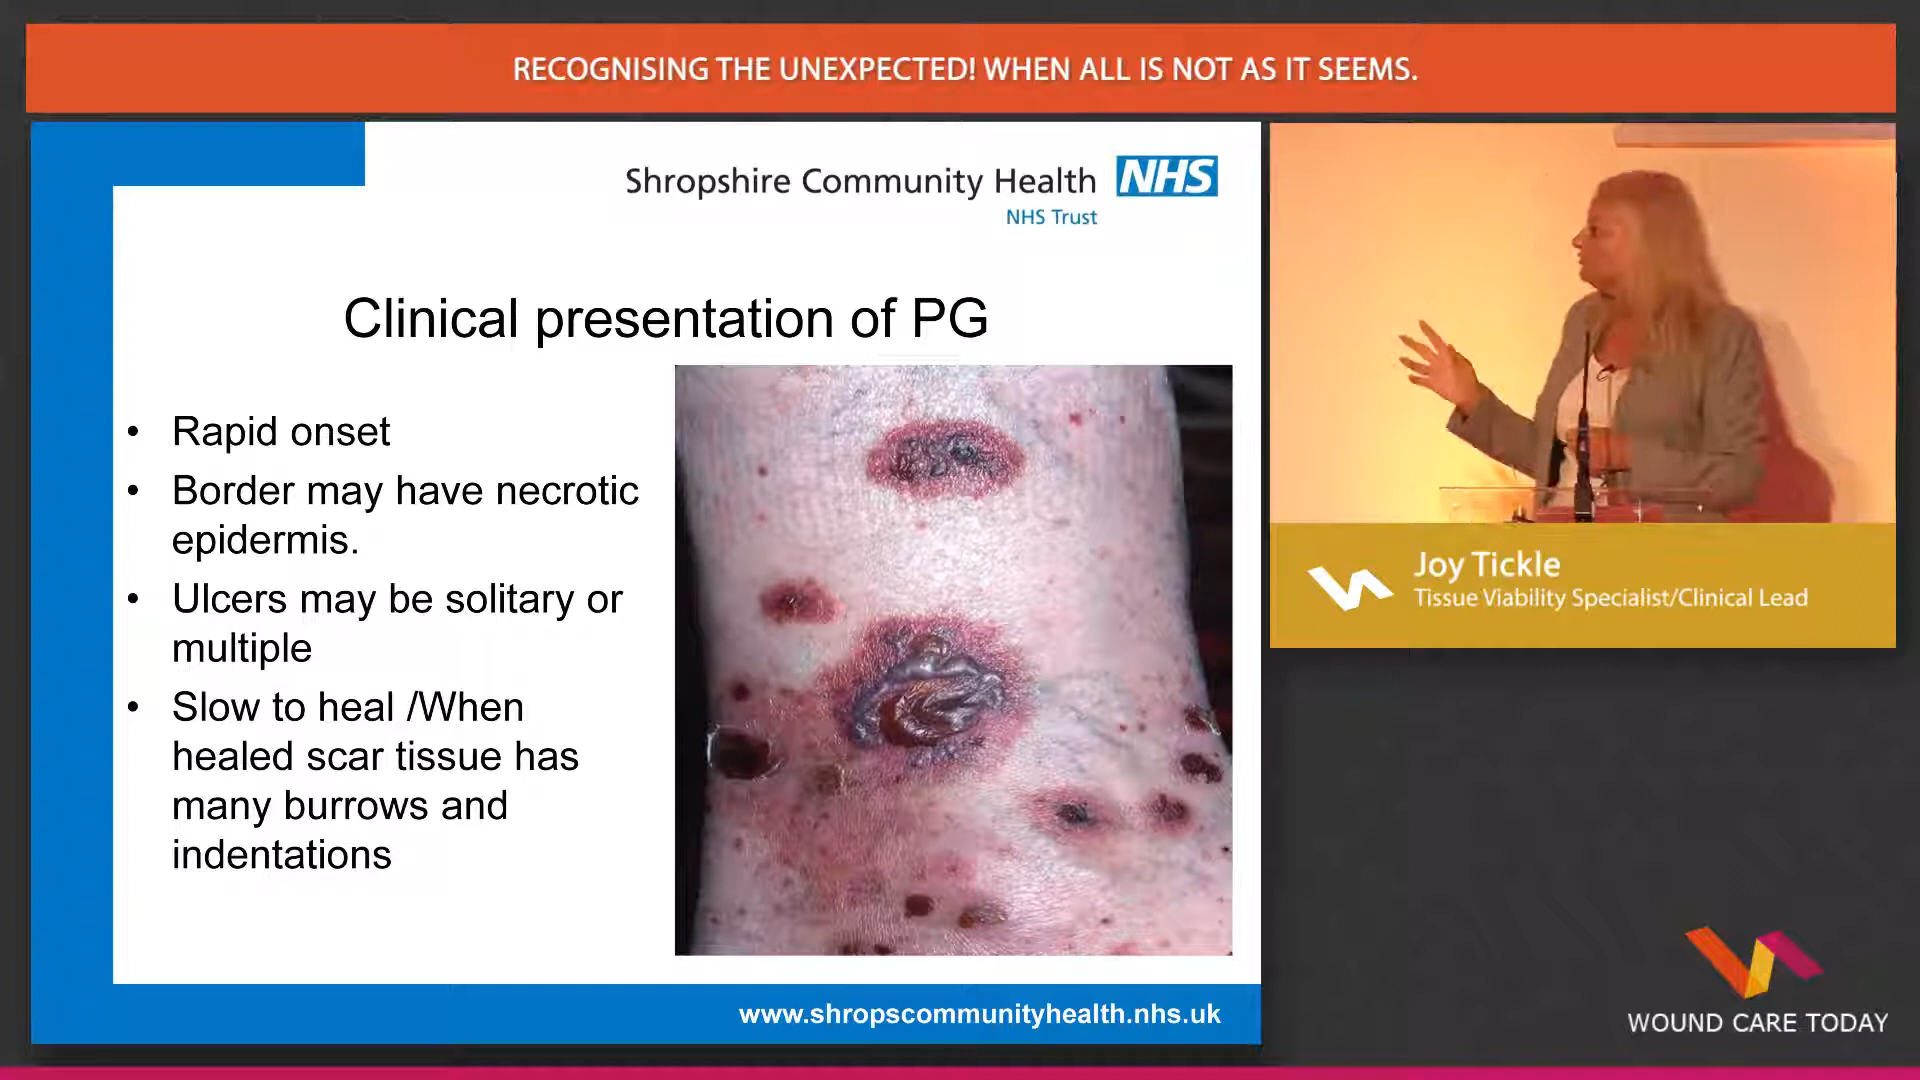 RECOGNISING THE UNEXPECTED! WHEN ALL IS NOT AS IT SEEMS.
Shropshire Community Health NHS
NHS Trust
Clinical presentation of PG
• Rapid onset
• Border may have necrotic
epidermis.
• Ulcers may be solitary or
multiple
• Slow to heal /When
healed scar tissue has
many burrows and
indentations
www.shropscommunityhealth.nhs.uk
Joy Tickle
Tissue Viability Specialist/Clinical Lead
WOUND CARE TODAY